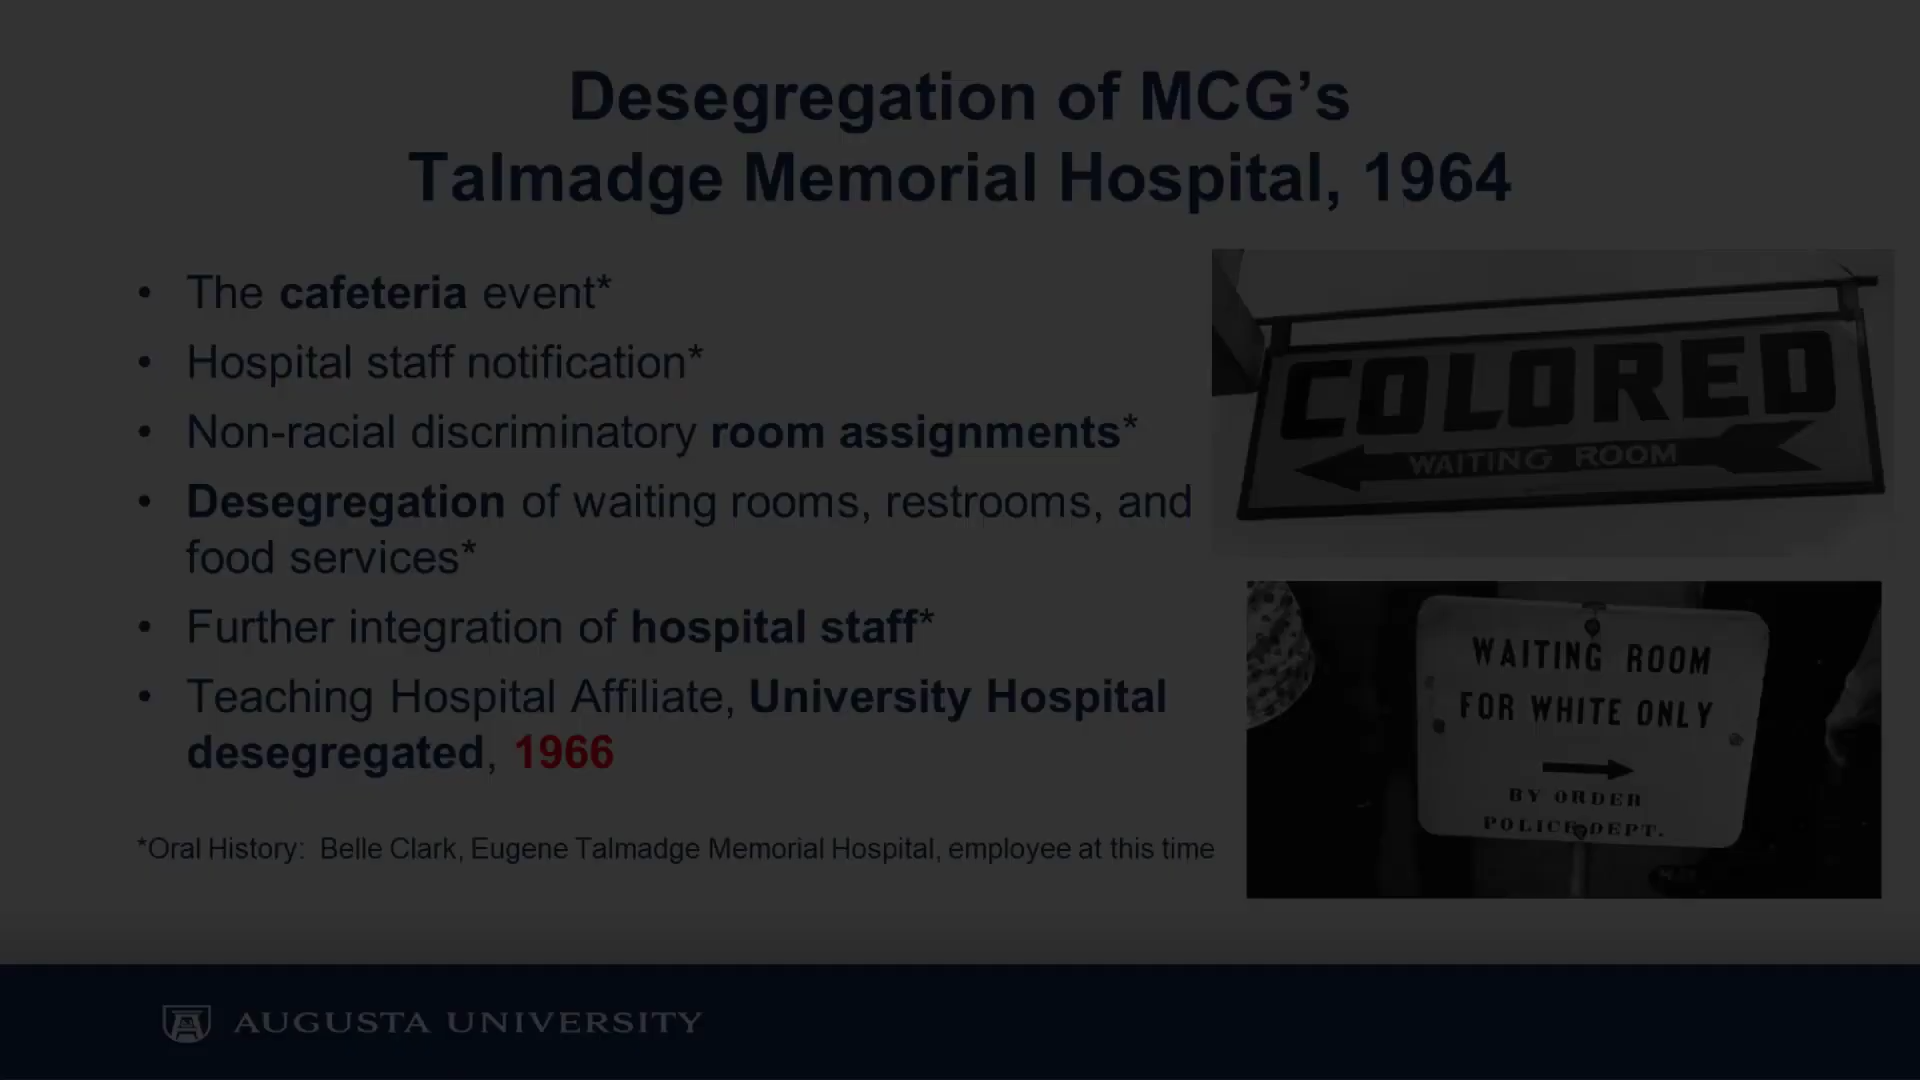 Desegregation of MCG’s
Talmadge Memorial Hospital, 1964
• The cafeteria event*
• Hospital staff notification*
• Non-racial discriminatory room assignments*
• Desegregation of waiting rooms, restrooms, and
food services*
• Further integration of hospital staff*
• Teaching Hospital Affiliate, University Hospital
desegregated, 1966
*Oral History: Belle Clark, Eugene Talmadge Memorial Hospital, employee at this time
COLORED
WAITING ROOM
WAITING ROOM
FOR WHITE ONLY
BY ORDER
POLICE DEPT.
AUGUSTA UNIVERSITY